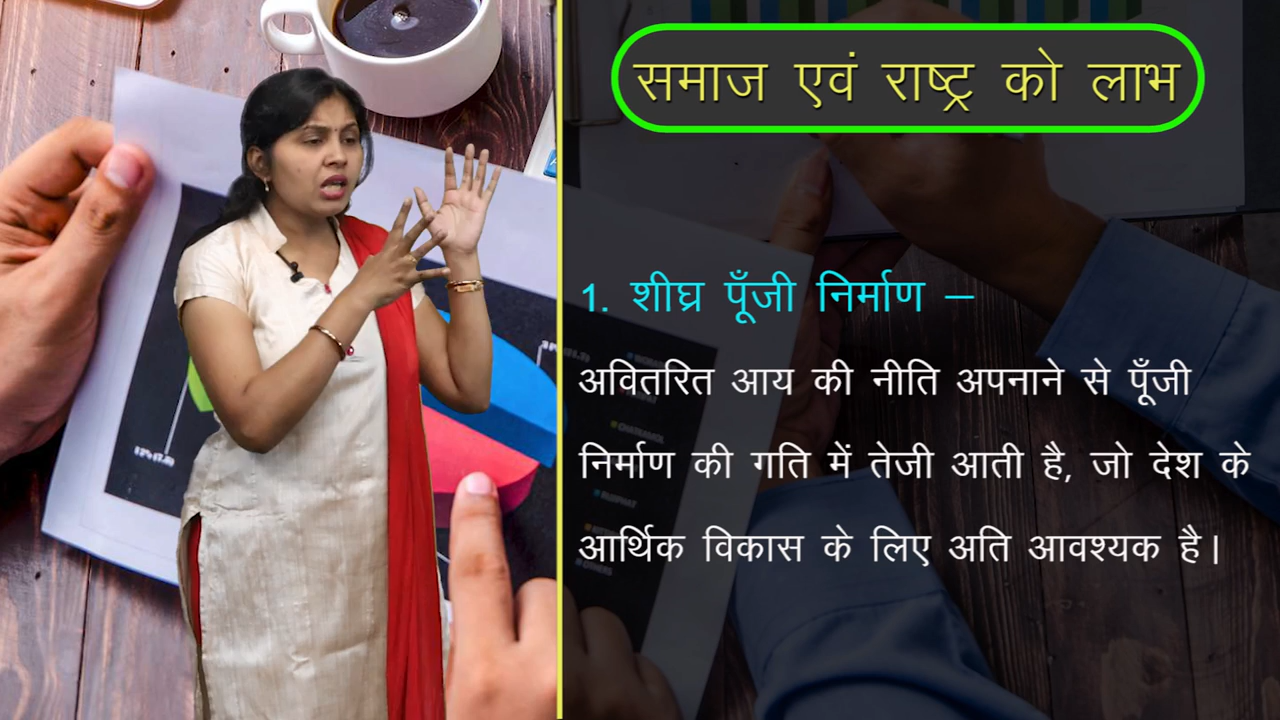 समाज एवं राष्ट्र को लाभ
1. शीघ्र पूँजी निर्माण –
अवितरित आय की नीति अपनाने से पूँजी
निर्माण की गति में तेजी आती है, जो देश के
आर्थिक विकास के लिए अति आवश्यक है।